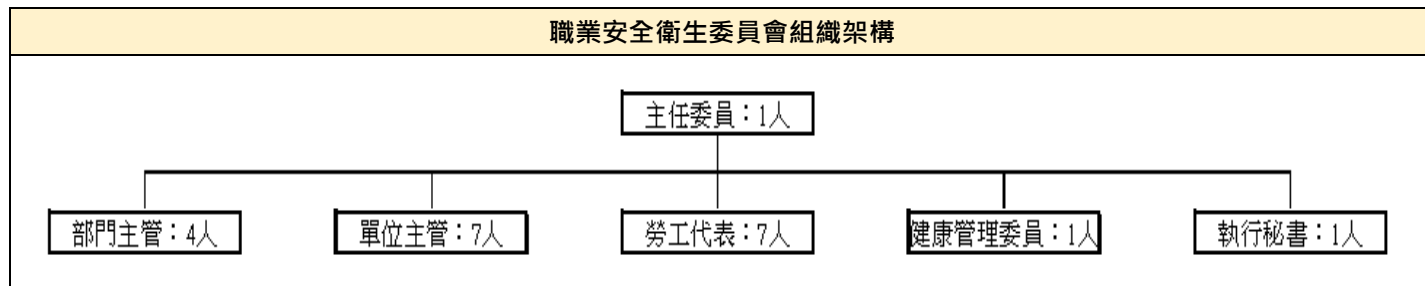 職業安全衛生委員會組織架構
主任委員：1人
部門主管：4人
單位主管：7人
勞工代表：7人
健康管理委員：1人
執行秘書：1人